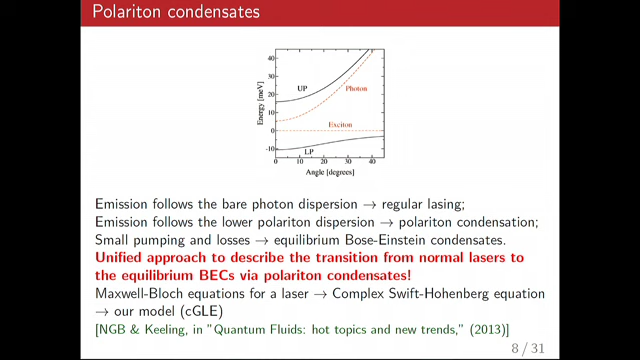 Polariton condensates
40
30
20
10
0
-10
Energy [meV]
UP
Photon
Exciton
LP
0 10 20 30 40
Angle [degrees]
Emission follows the bare photon dispersion → regular lasing;
Emission follows the lower polariton dispersion → polariton condensation;
Small pumping and losses → equilibrium Bose-Einstein condensates.
Unified approach to describe the transition from normal lasers to
the equilibrium BECs via polariton condensates!
Maxwell-Bloch equations for a laser → Complex Swift-Hohenberg equation
→ our model (cGLE)
[NGB & Keeling, in "Quantum Fluids: hot topics and new trends," (2013)]
8 / 31